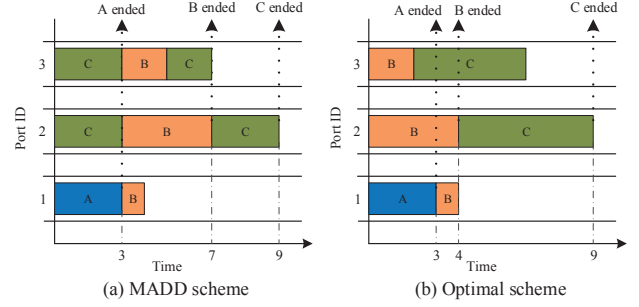 A ended
B ended
C ended
3
C
B
C
Port ID
2
C
B
C
1
A
B
3
7
9
Time
(a) MADD scheme
A ended
B ended
C ended
3
B
C
Port ID
2
B
C
1
A
B
3
4
9
Time
(b) Optimal scheme